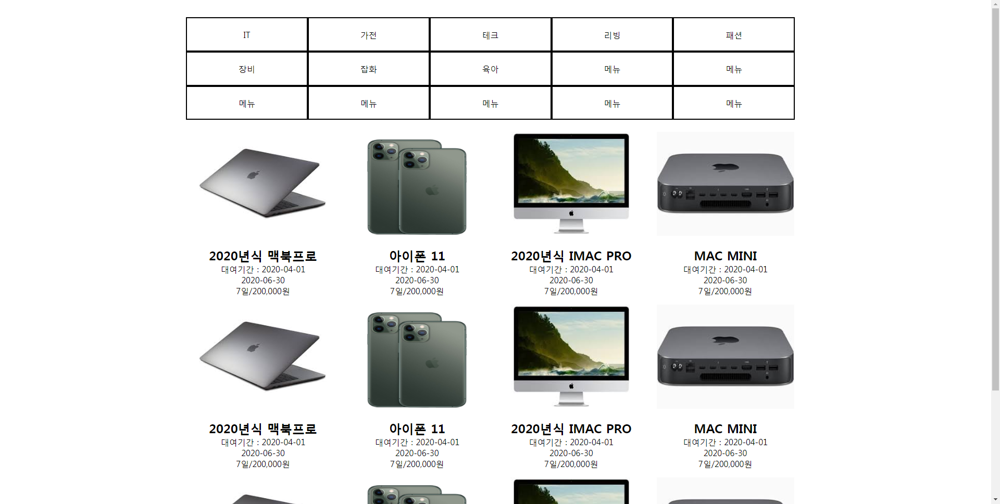 IT 가전 테크 리빙 패션
장비 잡화 육아 메뉴 메뉴
메뉴 메뉴 메뉴 메뉴 메뉴
2020년식 맥북프로
대여기간 : 2020-04-01
2020-06-30
7일/200,000원
아이폰 11
대여기간 : 2020-04-01
2020-06-30
7일/200,000원
2020년식 IMAC PRO
대여기간 : 2020-04-01
2020-06-30
7일/200,000원
MAC MINI
대여기간 : 2020-04-01
2020-06-30
7일/200,000원
2020년식 맥북프로
대여기간 : 2020-04-01
2020-06-30
7일/200,000원
아이폰 11
대여기간 : 2020-04-01
2020-06-30
7일/200,000원
2020년식 IMAC PRO
대여기간 : 2020-04-01
2020-06-30
7일/200,000원
MAC MINI
대여기간 : 2020-04-01
2020-06-30
7일/200,000원